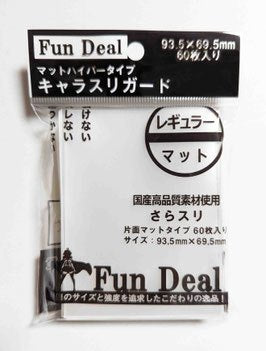 Fun Deal
93.5×69.5mm
60枚入り
マットハイパータイプ
キャラスリガード
レギュラー
マット
国産高品質素材使用
さらスリ
片面マットタイプ 60枚入り
サイズ：93.5mm×69.5mm
Fun Deal
のサイズと強度を追求したこだわりの逸品！